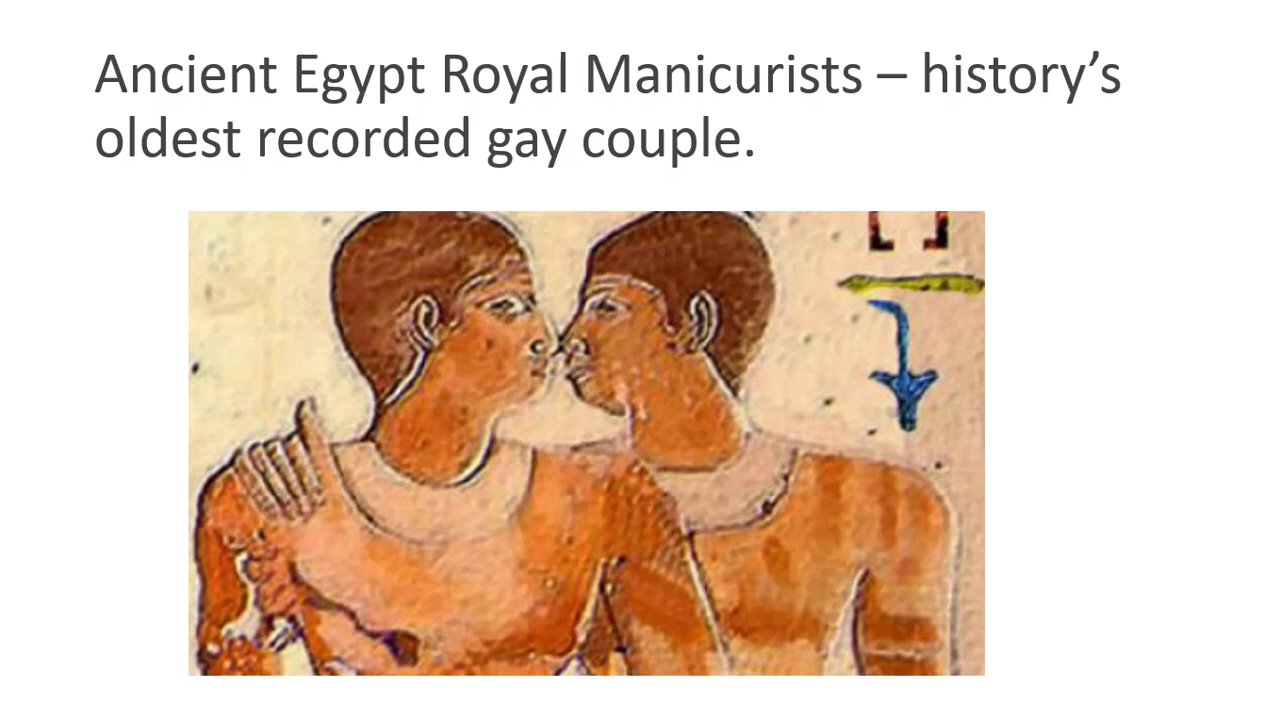 Ancient Egypt Royal Manicurists – history’s
oldest recorded gay couple.